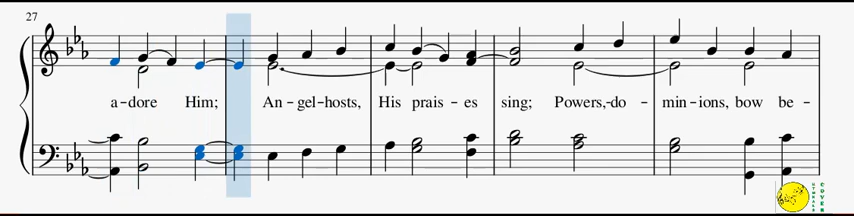 27
a-dore Him; An-gel-hosts, His prais-es sing; Powers,-do-min-ions, bow be-